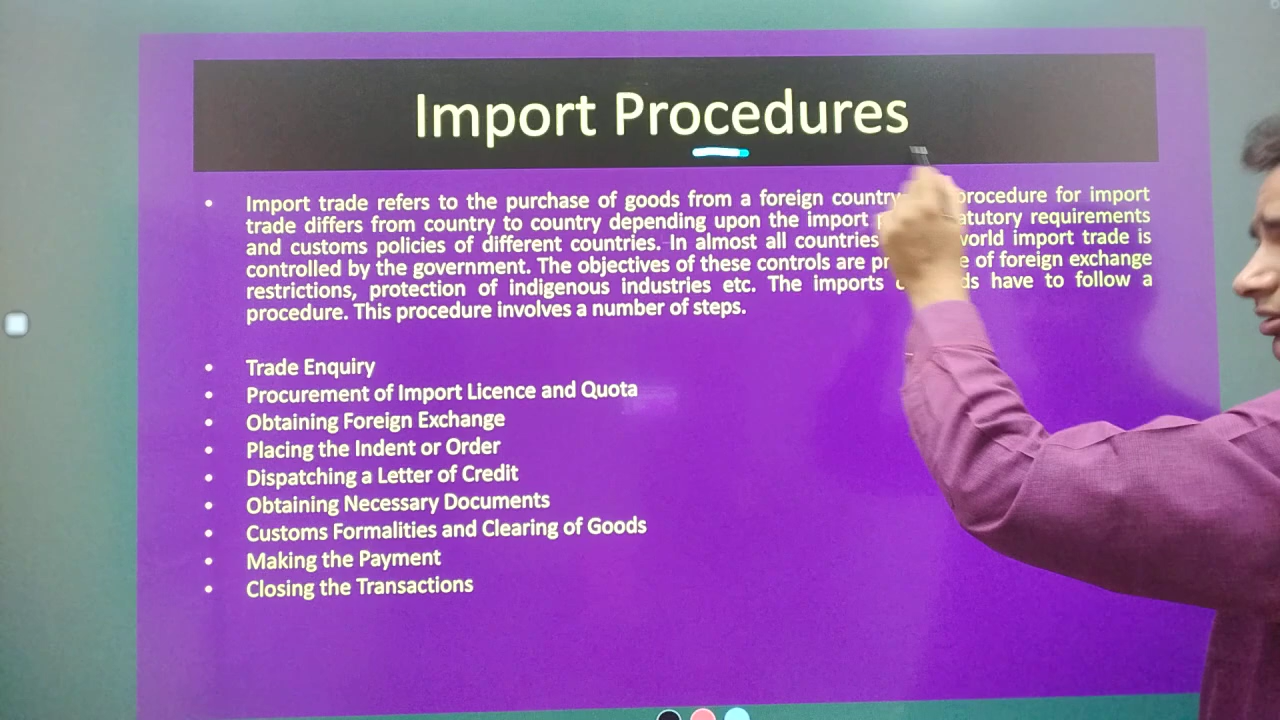 Import Procedures
• Import trade refers to the purchase of goods from a foreign country procedure for import
trade differs from country to country depending upon the import statutory requirements
and customs policies of different countries. In almost all countries world import trade is
controlled by the government. The objectives of these controls are of foreign exchange
restrictions, protection of indigenous industries etc. The imports have to follow a
procedure. This procedure involves a number of steps.
• Trade Enquiry
• Procurement of Import Licence and Quota
• Obtaining Foreign Exchange
• Placing the Indent or Order
• Dispatching a Letter of Credit
• Obtaining Necessary Documents
• Customs Formalities and Clearing of Goods
• Making the Payment
• Closing the Transactions